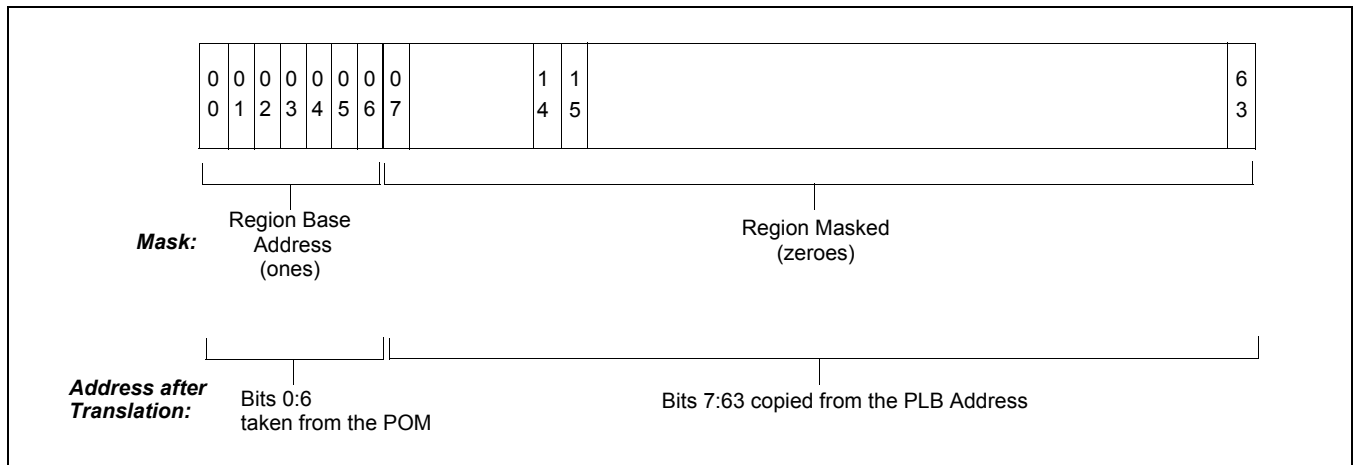 0 0 0 0 0 0 0 0 1 1 6
0 1 2 3 4 5 6 7 4 5 3
Region Base
Address
(ones)
Mask:
Region Masked
(zeroes)
Address after
Translation:
Bits 0:6
taken from the POM
Bits 7:63 copied from the PLB Address